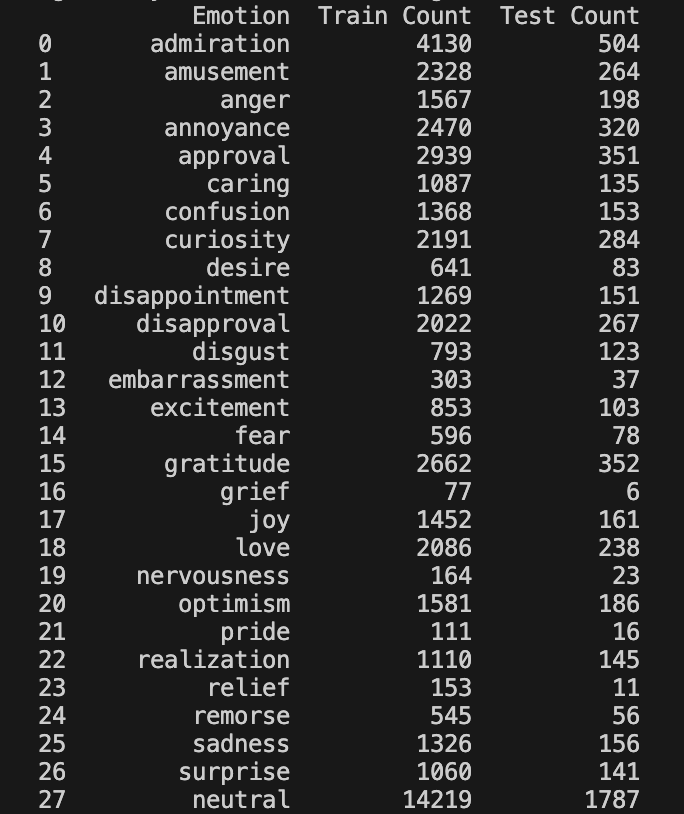 Emotion Train Count Test Count
0 admiration 4130 504
1 amusement 2328 264
2 anger 1567 198
3 annoyance 2470 320
4 approval 2939 351
5 caring 1087 135
6 confusion 1368 153
7 curiosity 2191 284
8 desire 641 83
9 disappointment 1269 151
10 disapproval 2022 267
11 disgust 793 123
12 embarrassment 303 37
13 excitement 853 103
14 fear 596 78
15 gratitude 2662 352
16 grief 77 6
17 joy 1452 161
18 love 2086 238
19 nervousness 164 23
20 optimism 1581 186
21 pride 111 16
22 realization 1110 145
23 relief 153 11
24 remorse 545 56
25 sadness 1326 156
26 surprise 1060 141
27 neutral 14219 1787